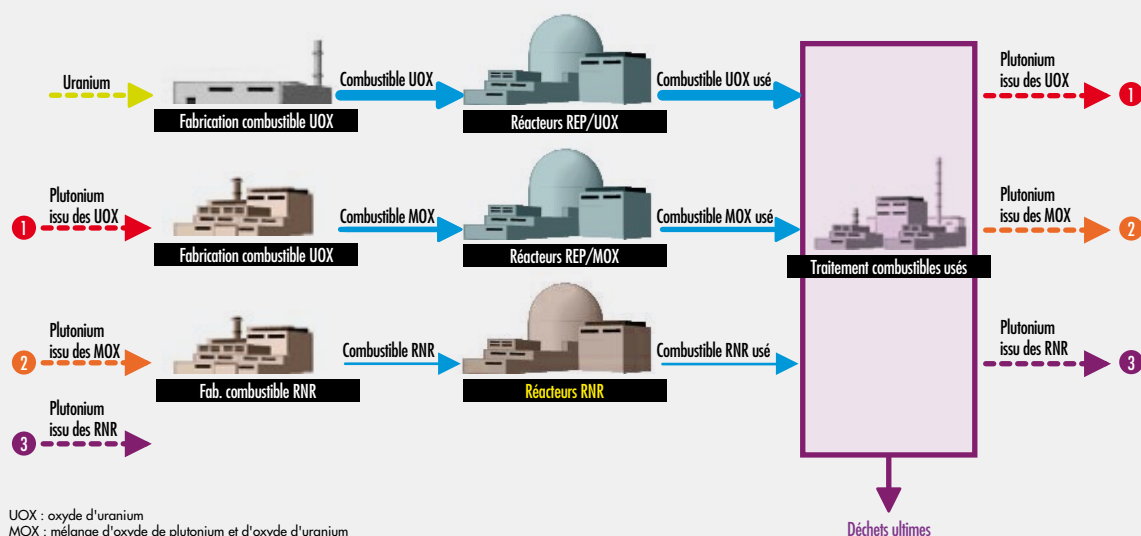 Uranium
Combustible UOX
Combustible UOX usé
Plutonium
issu des UOX
1
Fabrication combustible UOX
Réacteurs REP/UOX
Plutonium
issu des UOX
1
Combustible MOX
Combustible MOX usé
Plutonium
issu des MOX
2
Fabrication combustible UOX
Réacteurs REP/MOX
Traitement combustibles usés
Plutonium
issu des MOX
2
Combustible RNR
Combustible RNR usé
Plutonium
issu des RNR
3
Fab. combustible RNR
Réacteurs RNR
Plutonium
issu des RNR
3
UOX : oxyde d'uranium
MOX : mélange d'oxyde de plutonium et d'oxyde d'uranium
Déchets ultimes